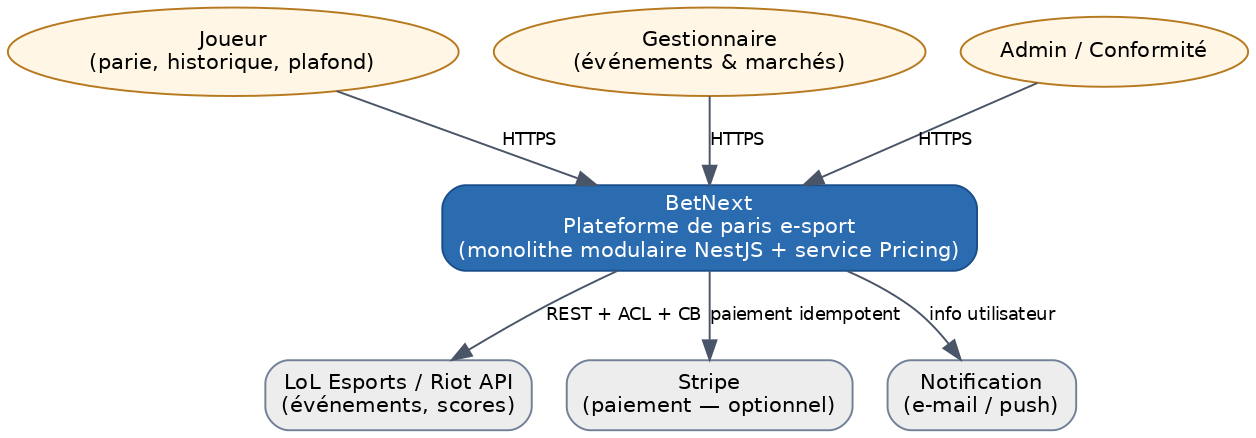 Joueur
(parie, historique, plafond)
Gestionnaire
(événements & marchés)
Admin / Conformité
HTTPS
HTTPS
HTTPS
BetNext
Plateforme de paris e-sport
(monolithe modulaire NestJS + service Pricing)
REST + ACL + CB
paiement idempotent
info utilisateur
LoL Esports / Riot API
(événements, scores)
Stripe
(paiement — optionnel)
Notification
(e-mail / push)